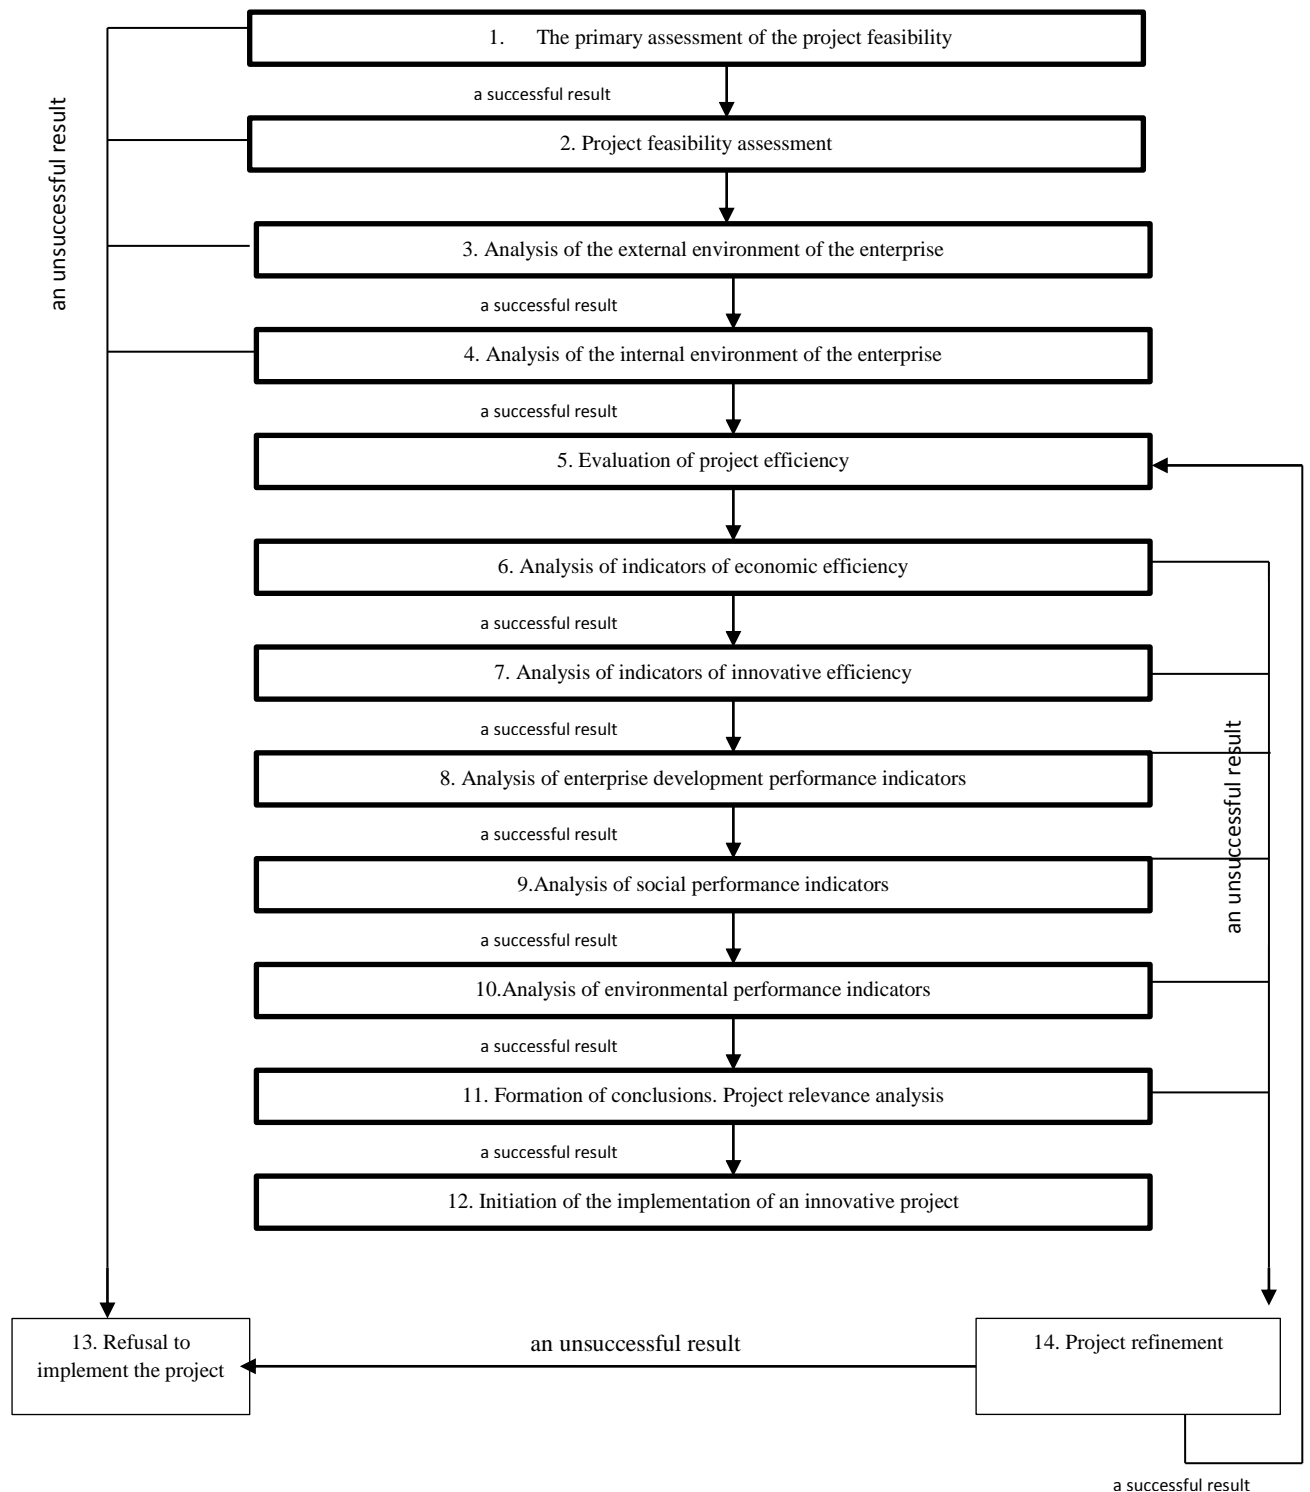 1. The primary assessment of the project feasibility
an unsuccessful result
a successful result
2. Project feasibility assessment
3. Analysis of the external environment of the enterprise
a successful result
4. Analysis of the internal environment of the enterprise
a successful result
5. Evaluation of project efficiency
6. Analysis of indicators of economic efficiency
a successful result
7. Analysis of indicators of innovative efficiency
a successful result
an unsuccessful result
8. Analysis of enterprise development performance indicators
a successful result
9.Analysis of social performance indicators
a successful result
10.Analysis of environmental performance indicators
a successful result
11. Formation of conclusions. Project relevance analysis
a successful result
12. Initiation of the implementation of an innovative project
13. Refusal to
implement the project
an unsuccessful result
14. Project refinement
a successful result